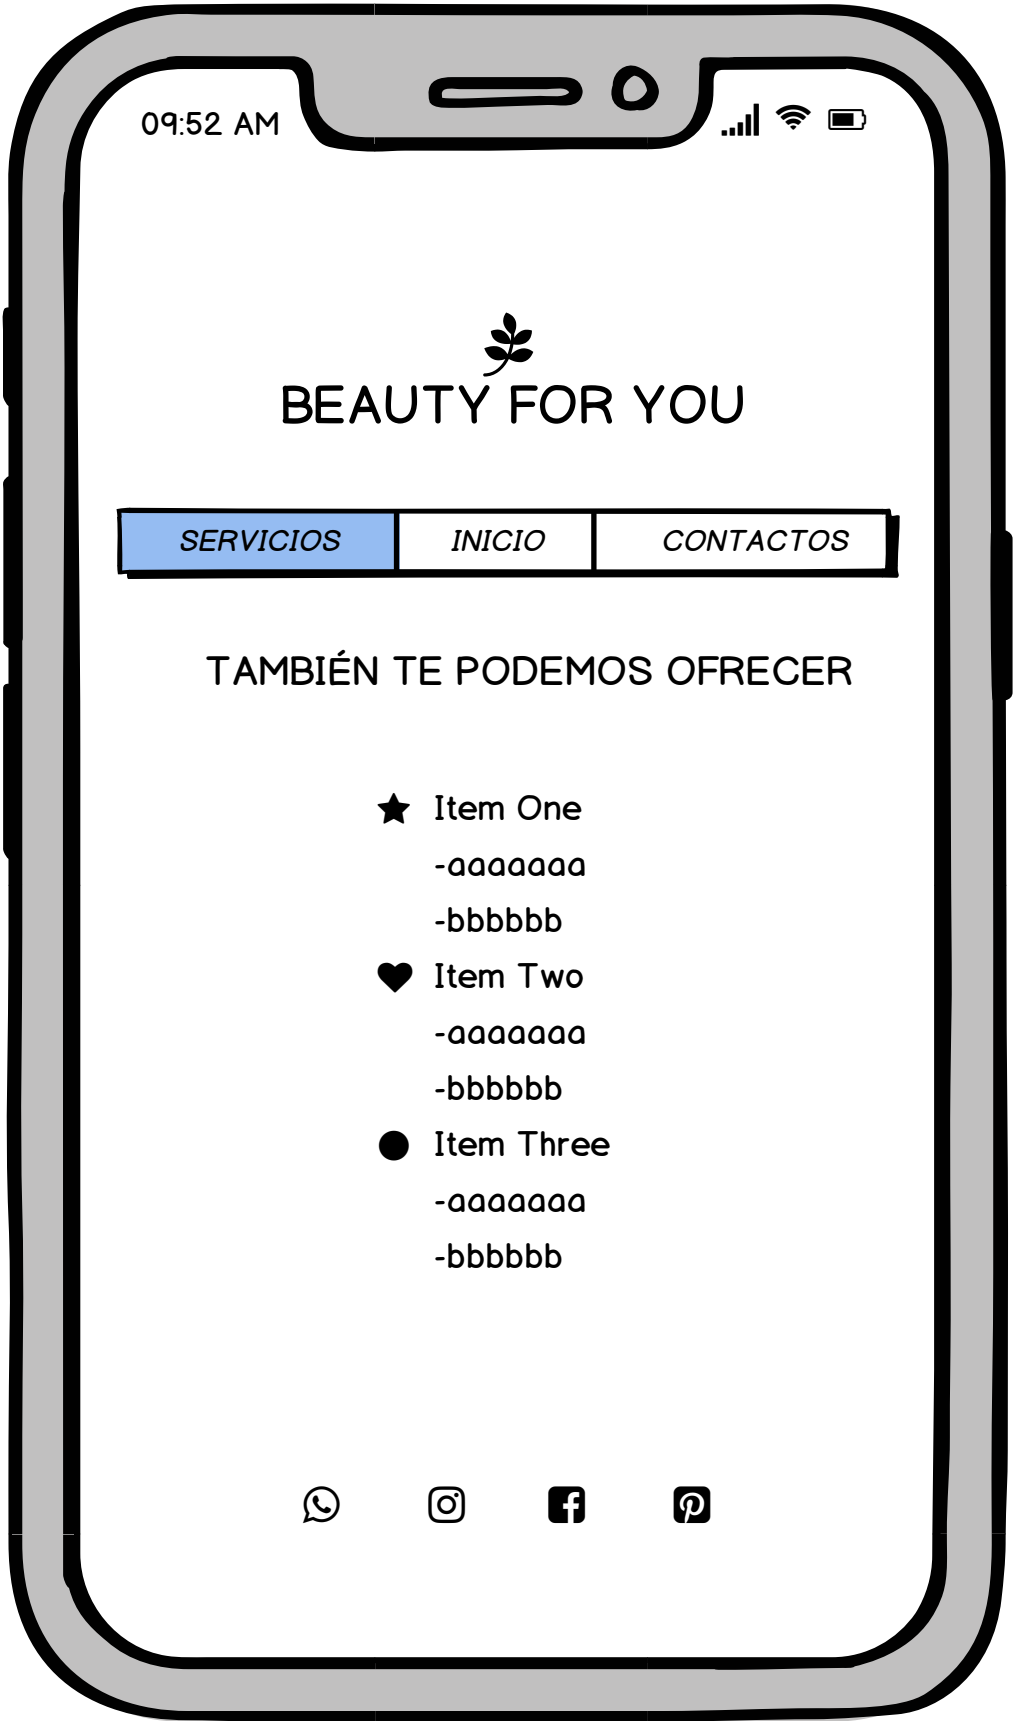 09:52 AM
BEAUTY FOR YOU
SERVICIOS INICIO CONTACTOS
TAMBIÉN TE PODEMOS OFRECER
Item One
-aaaaaaa
-bbbbbb
Item Two
-aaaaaaa
-bbbbbb
Item Three
-aaaaaaa
-bbbbbb